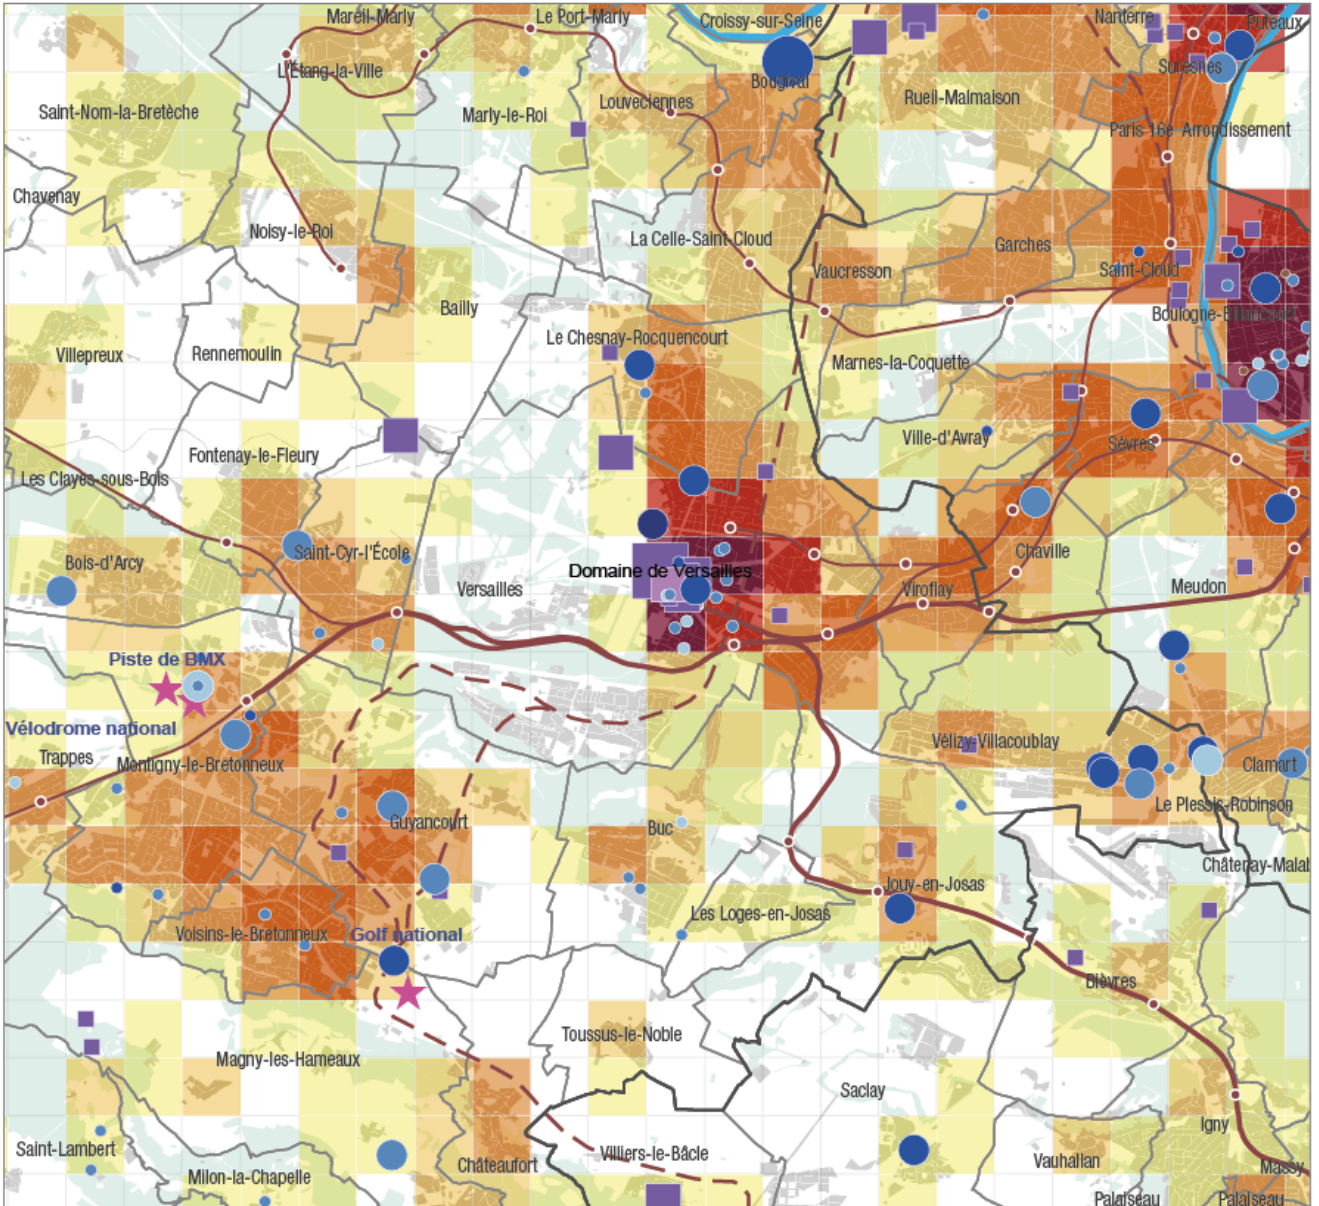 Mareil-Marly
Le Port-Marly
Croissy-sur-Seine
Nanterre
Puteaux
L'Étang-la-Ville
Bougival
Suresnes
Saint-Nom-la-Bretèche
Marly-le-Roi
Louveciennes
Rueil-Malmaison
Paris 16e Arrondissement
Chavenay
Noisy-le-Roi
La Celle-Saint-Cloud
Garches
Vaucresson
Saint-Cloud
Bailly
Boulogne-Billancourt
Villepreux
Rennemoulin
Le Chesnay-Rocquencourt
Marnes-la-Coquette
Ville-d'Avray
Sèvres
Fontenay-le-Fleury
Les Clayes-sous-Bois
Bois-d'Arcy
Saint-Cyr-l'École
Domaine de Versailles
Chaville
Versailles
Viroflay
Meudon
Piste de BMX
Vélodrome national
Trappes
Montigny-le-Bretonneux
Vélizy-Villacoublay
Clamart
Le Plessis-Robinson
Guyancourt
Buc
Châtenay-Malab
Jouy-en-Josas
Les Loges-en-Josas
Voisins-le-Bretonneux
Golf national
Bièvres
Toussus-le-Noble
Magny-les-Hameaux
Saclay
Igny
Saint-Lambert
Villiers-le-Bâcle
Vauhallan
Châteaufort
Massy
Milon-la-Chapelle
Palaiseau
Palaiseau